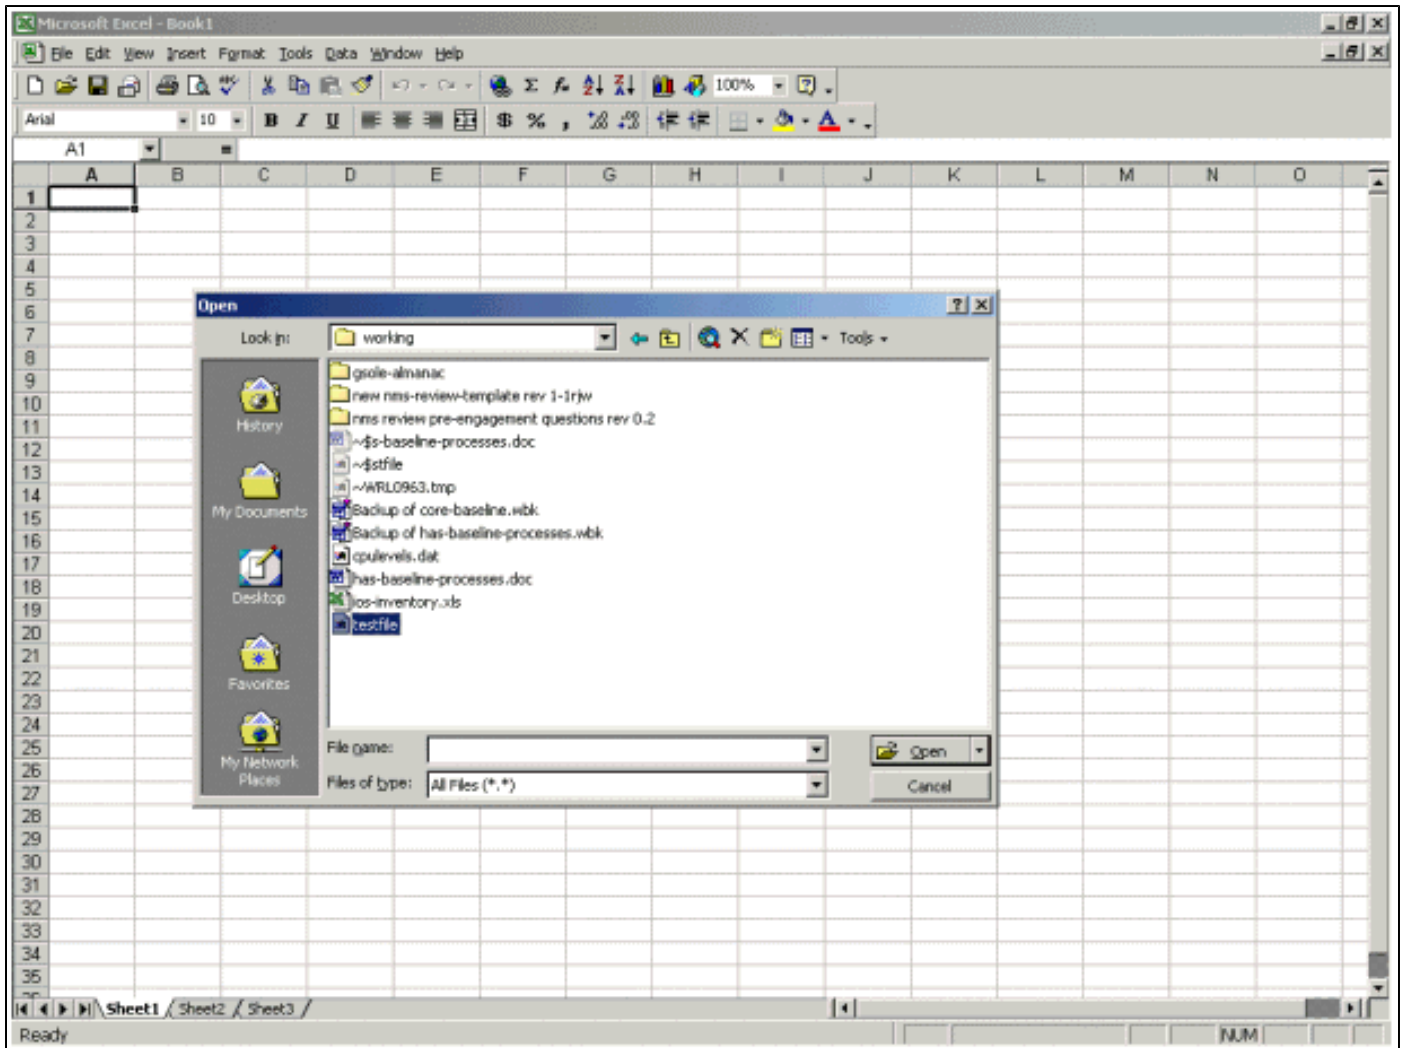 Microsoft Excel - Book1
File Edit View Insert Format Tools Data Window Help
100%
Arial 10 B I U $ % ,
A1 =
A B C D E F G H I J K L M N O
1
2
3
4
5
6
7
8
9
10
11
12
13
14
15
16
17
18
19
20
21
22
23
24
25
26
27
28
29
30
31
32
33
34
35
Open
Look in: working Tools
History
My Documents
Desktop
Favorites
My Network
Places
gsole-almanac
new nms-review-template rev 1-1rjw
nms review pre-engagement questions rev 0.2
~$s-baseline-processes.doc
~$stfile
~WRL0963.tmp
Backup of core-baseline.wbk
Backup of has-baseline-processes.wbk
cpulevels.dat
has-baseline-processes.doc
ios-inventory.xls
testfile
File name: Open
Files of type: All Files (*.*) Cancel
Sheet1 Sheet2 Sheet3
Ready NUM